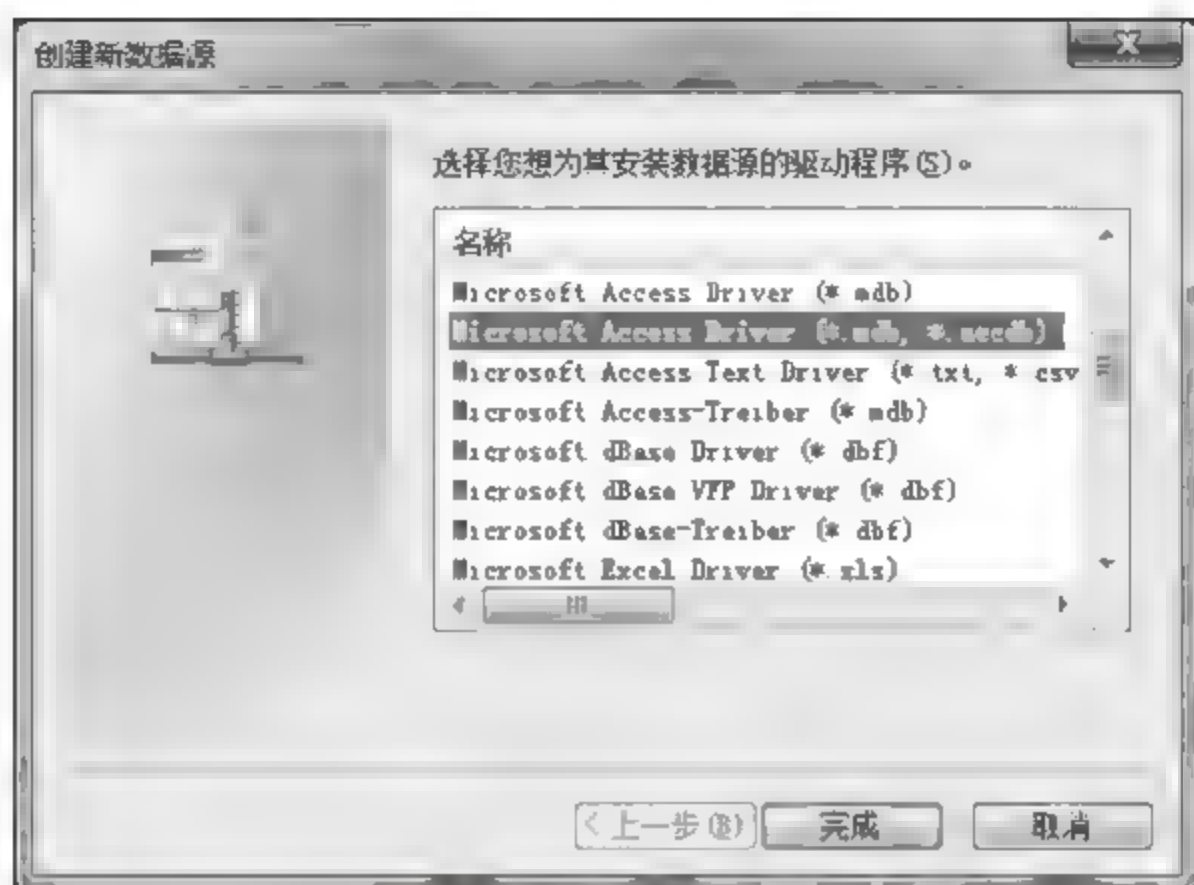 创建新数据源
选择您想为其安装数据源的驱动程序(S)。
名称
Microsoft Access Driver (*.mdb)
Microsoft Access Driver (*.mdb, *.accdb)
Microsoft Access Text Driver (*.txt, *.csv
Microsoft Access-Treiber (*.mdb)
Microsoft dBase Driver (*.dbf)
Microsoft dBase VFP Driver (*.dbf)
Microsoft dBase-Treiber (*.dbf)
Microsoft Excel Driver (*.xls)
< 上一步(B)
完成
取消